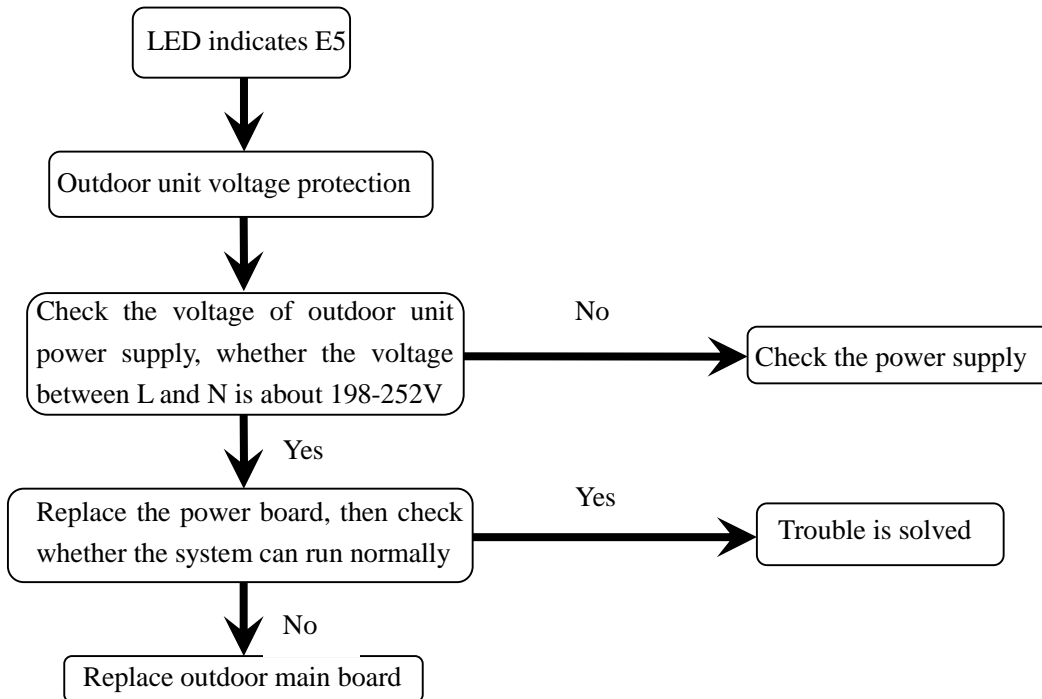 LED indicates E5
Outdoor unit voltage protection
Check the voltage of outdoor unit
power supply, whether the voltage
between L and N is about 198-252V
No
Check the power supply
Yes
Replace the power board, then check
whether the system can run normally
Yes
Trouble is solved
No
Replace outdoor main board